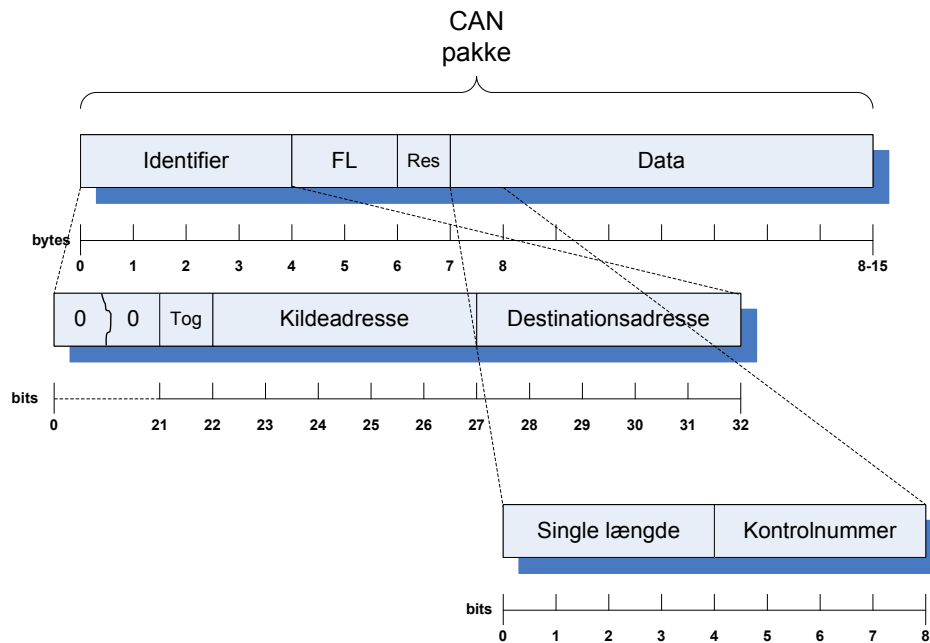 CAN
pakke
Identifier FL Res Data
bytes
0 1 2 3 4 5 6 7 8 8-15
0 0 Tog Kildeadresse Destinationsadresse
bits
0 21 22 23 24 25 26 27 28 29 30 31 32
Single længde Kontrolnummer
bits
0 1 2 3 4 5 6 7 8